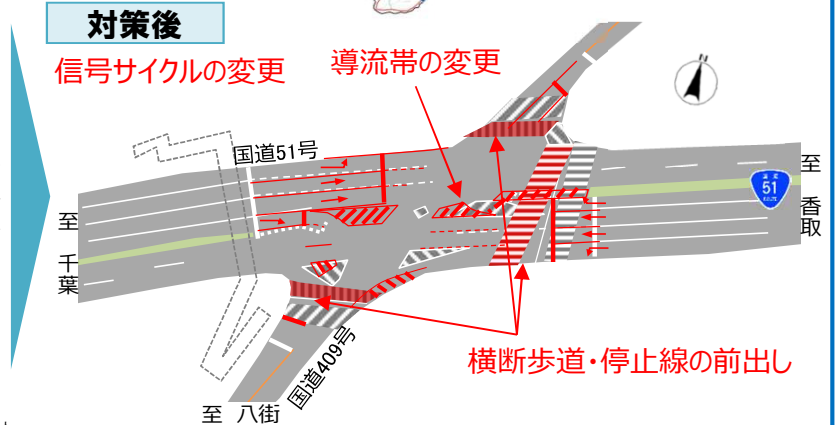 対策後
信号サイクルの変更
導流帯の変更
N
国道51号
至 千葉
至 香取
51
国道409号
横断歩道・停止線の前出し
至 八街